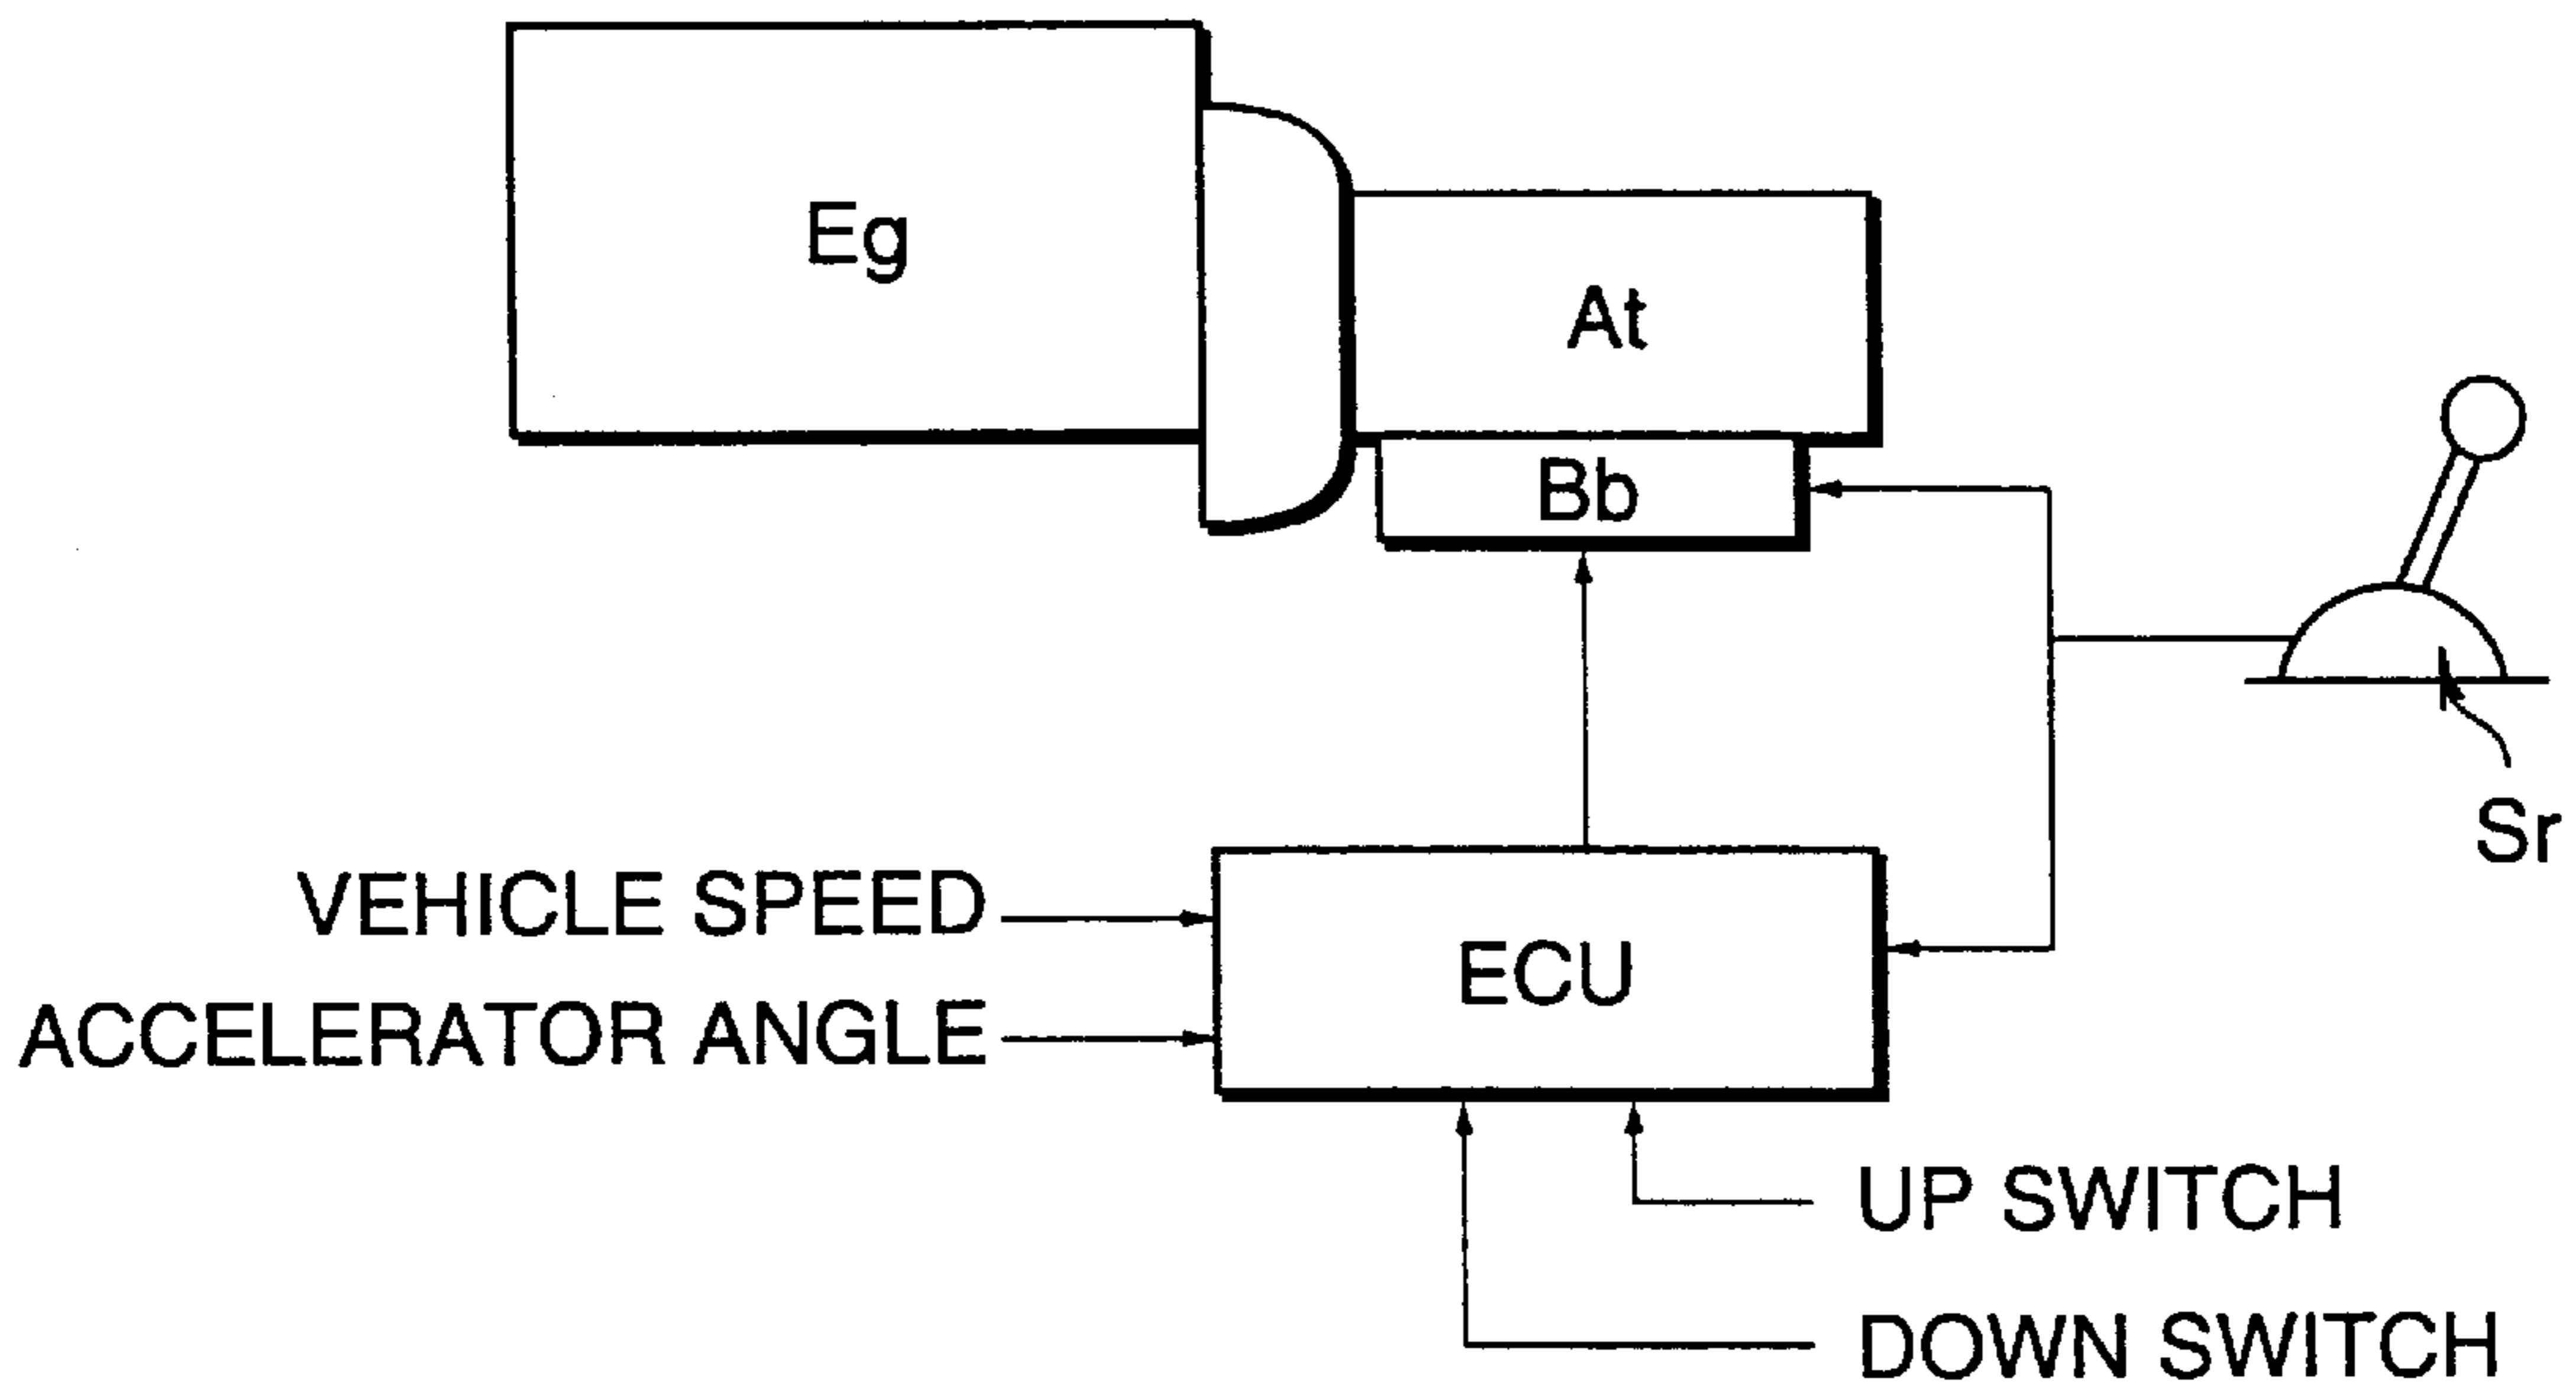 Eg
At
Bb
Sr
VEHICLE SPEED
ECU
ACCELERATOR ANGLE
UP SWITCH
DOWN SWITCH